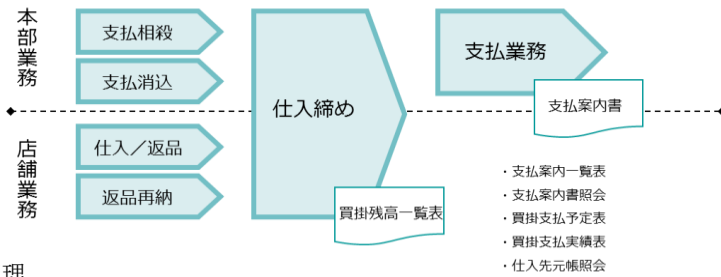 本部業務
支払相殺
支払消込
店舗業務
仕入／返品
返品再納
仕入締め
買掛残高一覧表
支払業務
支払案内書
・支払案内一覧表
・支払案内書照会
・買掛支払予定表
・買掛支払実績表
・仕入先元帳照会
理